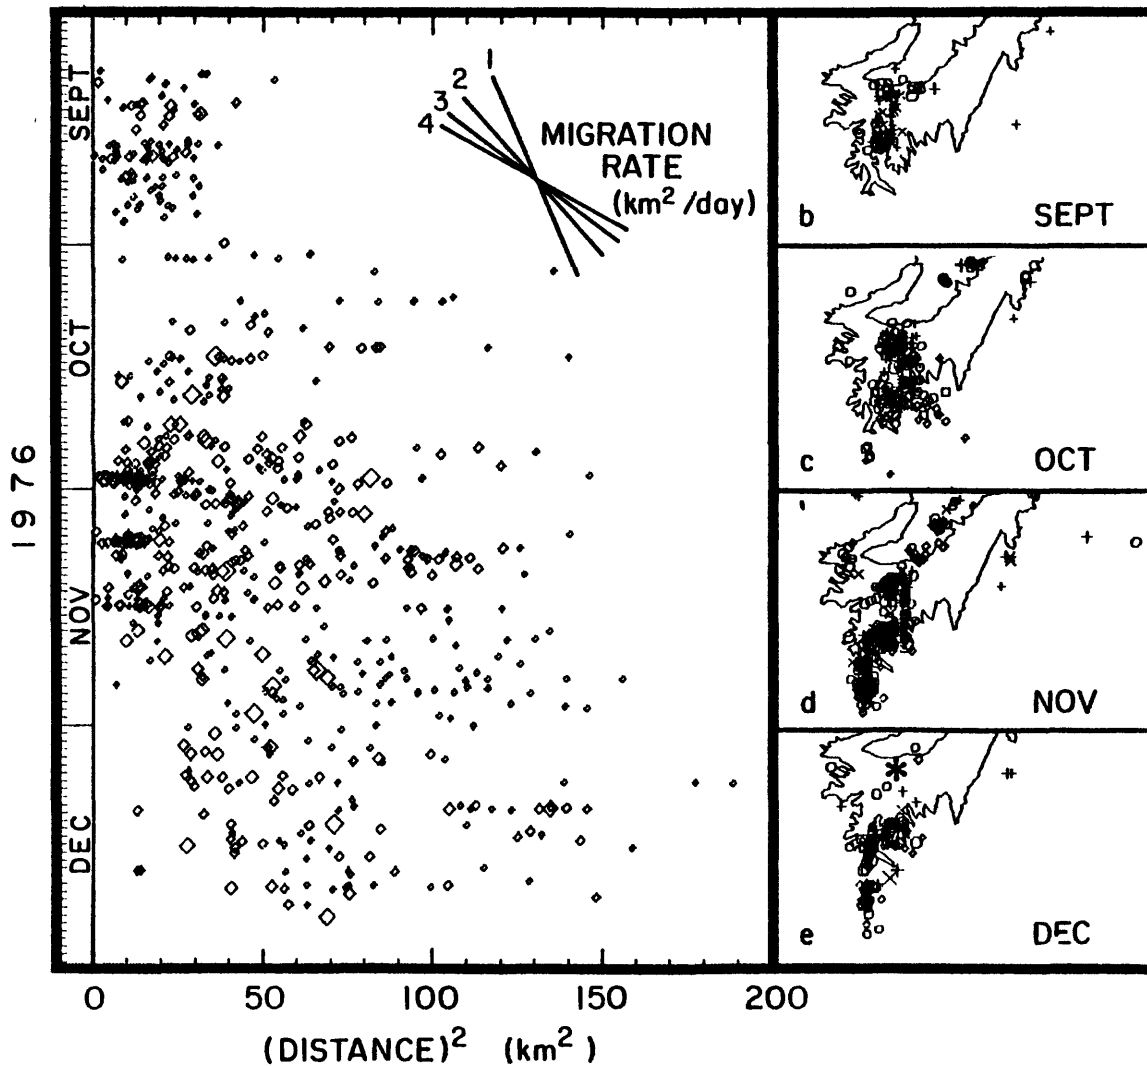 1976
SEPT
OCT
NOV
DEC
1
2
3
4
MIGRATION
RATE
(km²/day)
0 50 100 150 200
(DISTANCE)² (km²)
b SEPT
c OCT
d NOV
e DEC